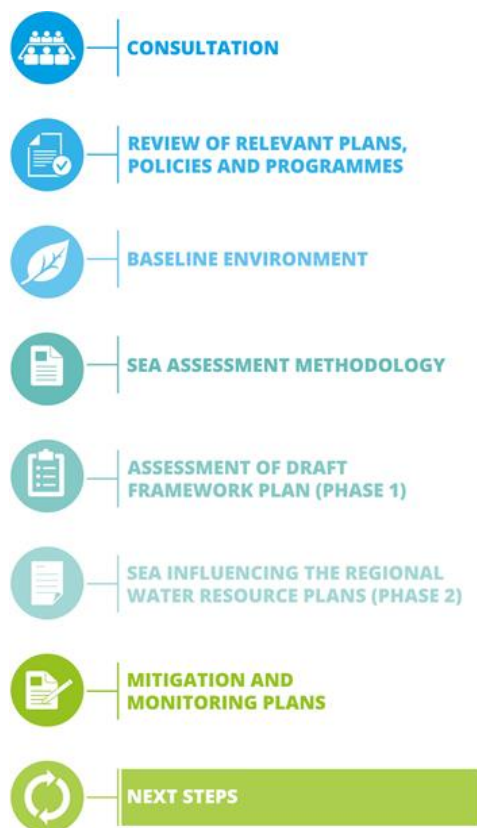 CONSULTATION
REVIEW OF RELEVANT PLANS,
POLICIES AND PROGRAMMES
BASELINE ENVIRONMENT
SEA ASSESSMENT METHODOLOGY
ASSESSMENT OF DRAFT
FRAMEWORK PLAN (PHASE 1)
SEA INFLUENCING THE REGIONAL
WATER RESOURCE PLANS (PHASE 2)
MITIGATION AND
MONITORING PLANS
NEXT STEPS